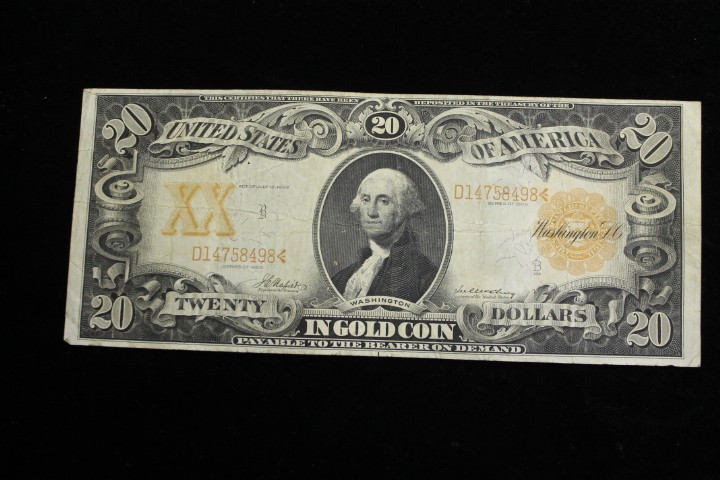 THIS CERTIFIES THAT THERE HAVE BEEN DEPOSITED IN THE TREASURY OF THE
20 20 20
UNITED STATES OF AMERICA
XX
D14758498
B
D14758498
Washington D.C.
B
WASHINGTON
TWENTY DOLLARS
20 IN GOLD COIN 20
PAYABLE TO THE BEARER ON DEMAND